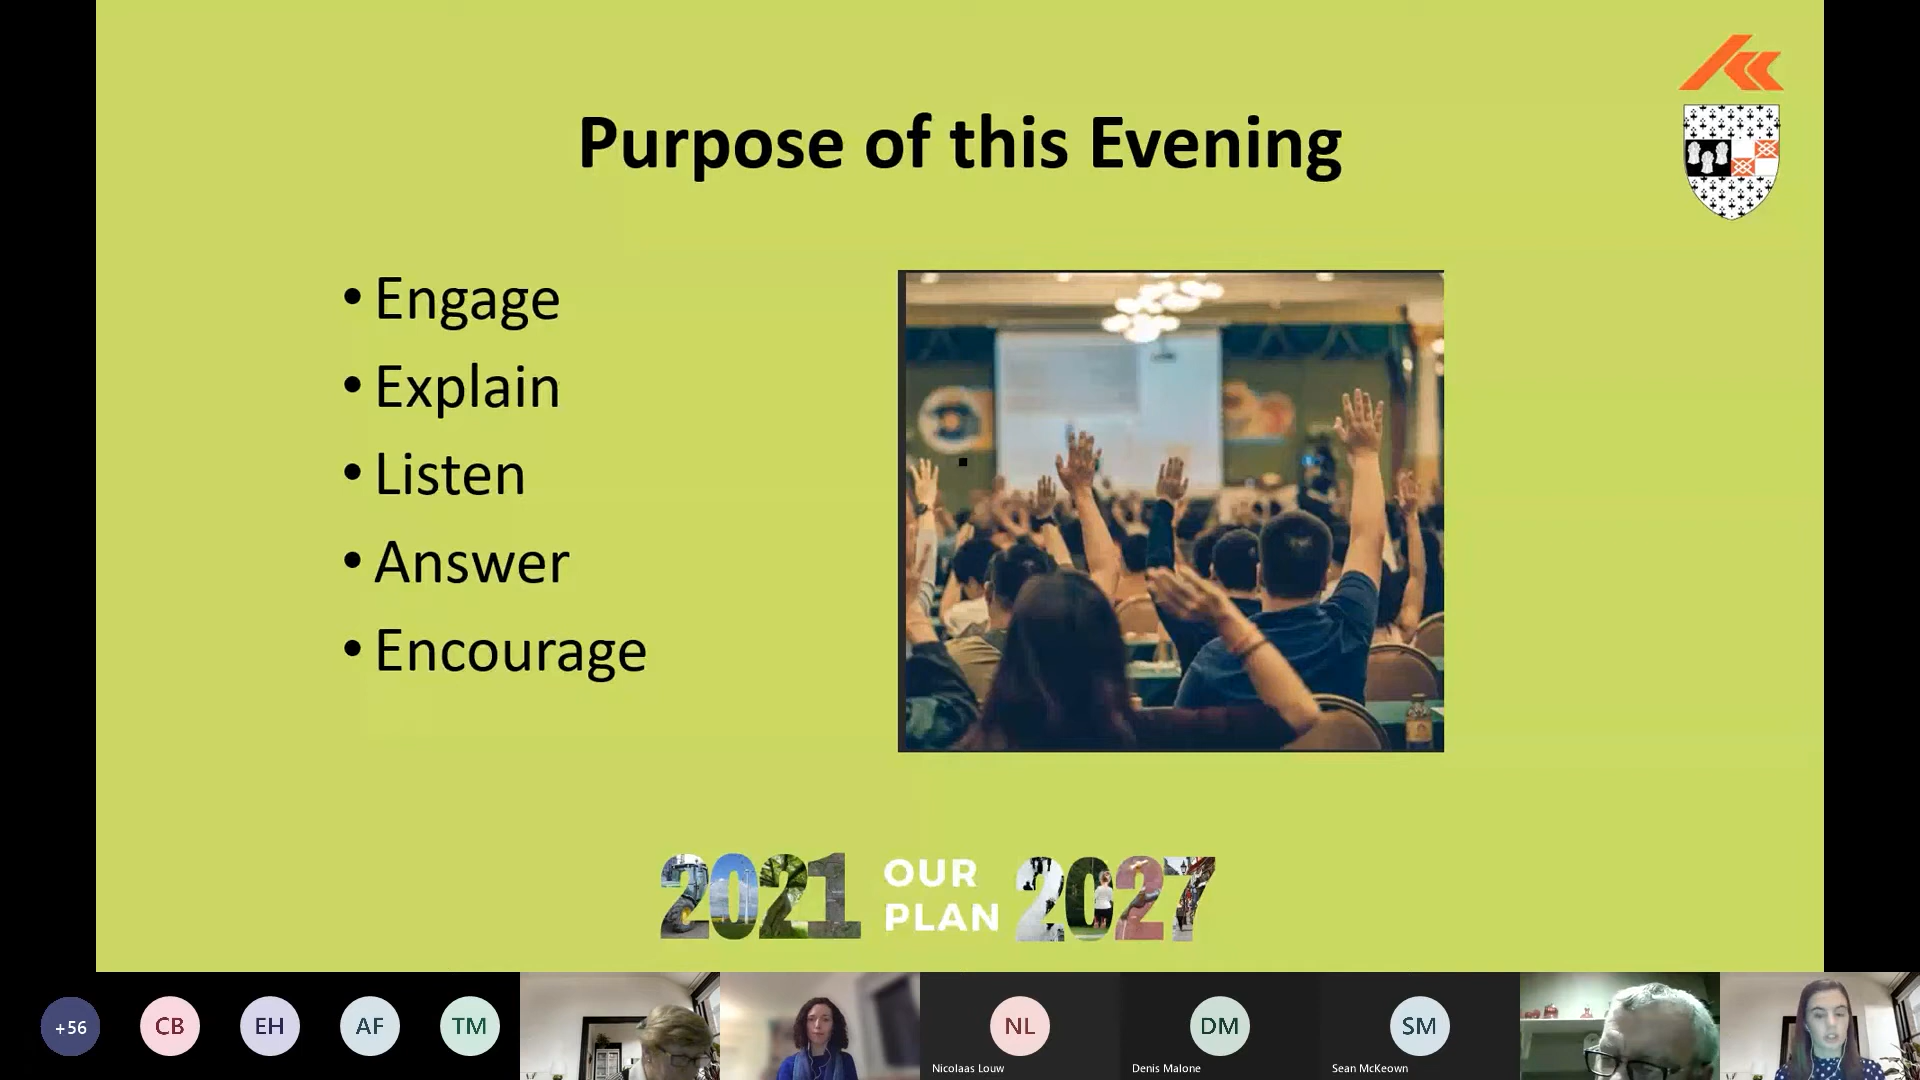 Purpose of this Evening
• Engage
• Explain
• Listen
• Answer
• Encourage
2021 OUR PLAN 2027
+56
CB
EH
AF
TM
NL
Nicolaas Louw
DM
Denis Malone
SM
Sean McKeown